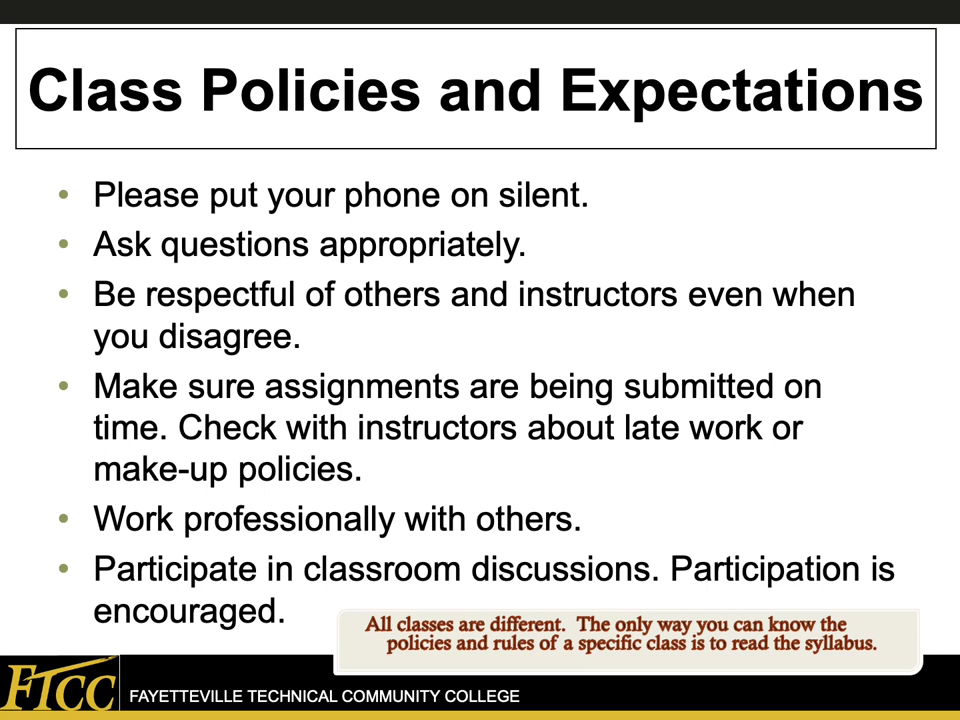 Class Policies and Expectations
• Please put your phone on silent.
• Ask questions appropriately.
• Be respectful of others and instructors even when
you disagree.
• Make sure assignments are being submitted on
time. Check with instructors about late work or
make-up policies.
• Work professionally with others.
• Participate in classroom discussions. Participation is
encouraged.
All classes are different. The only way you can know the
policies and rules of a specific class is to read the syllabus.
FTCC
FAYETTEVILLE TECHNICAL COMMUNITY COLLEGE